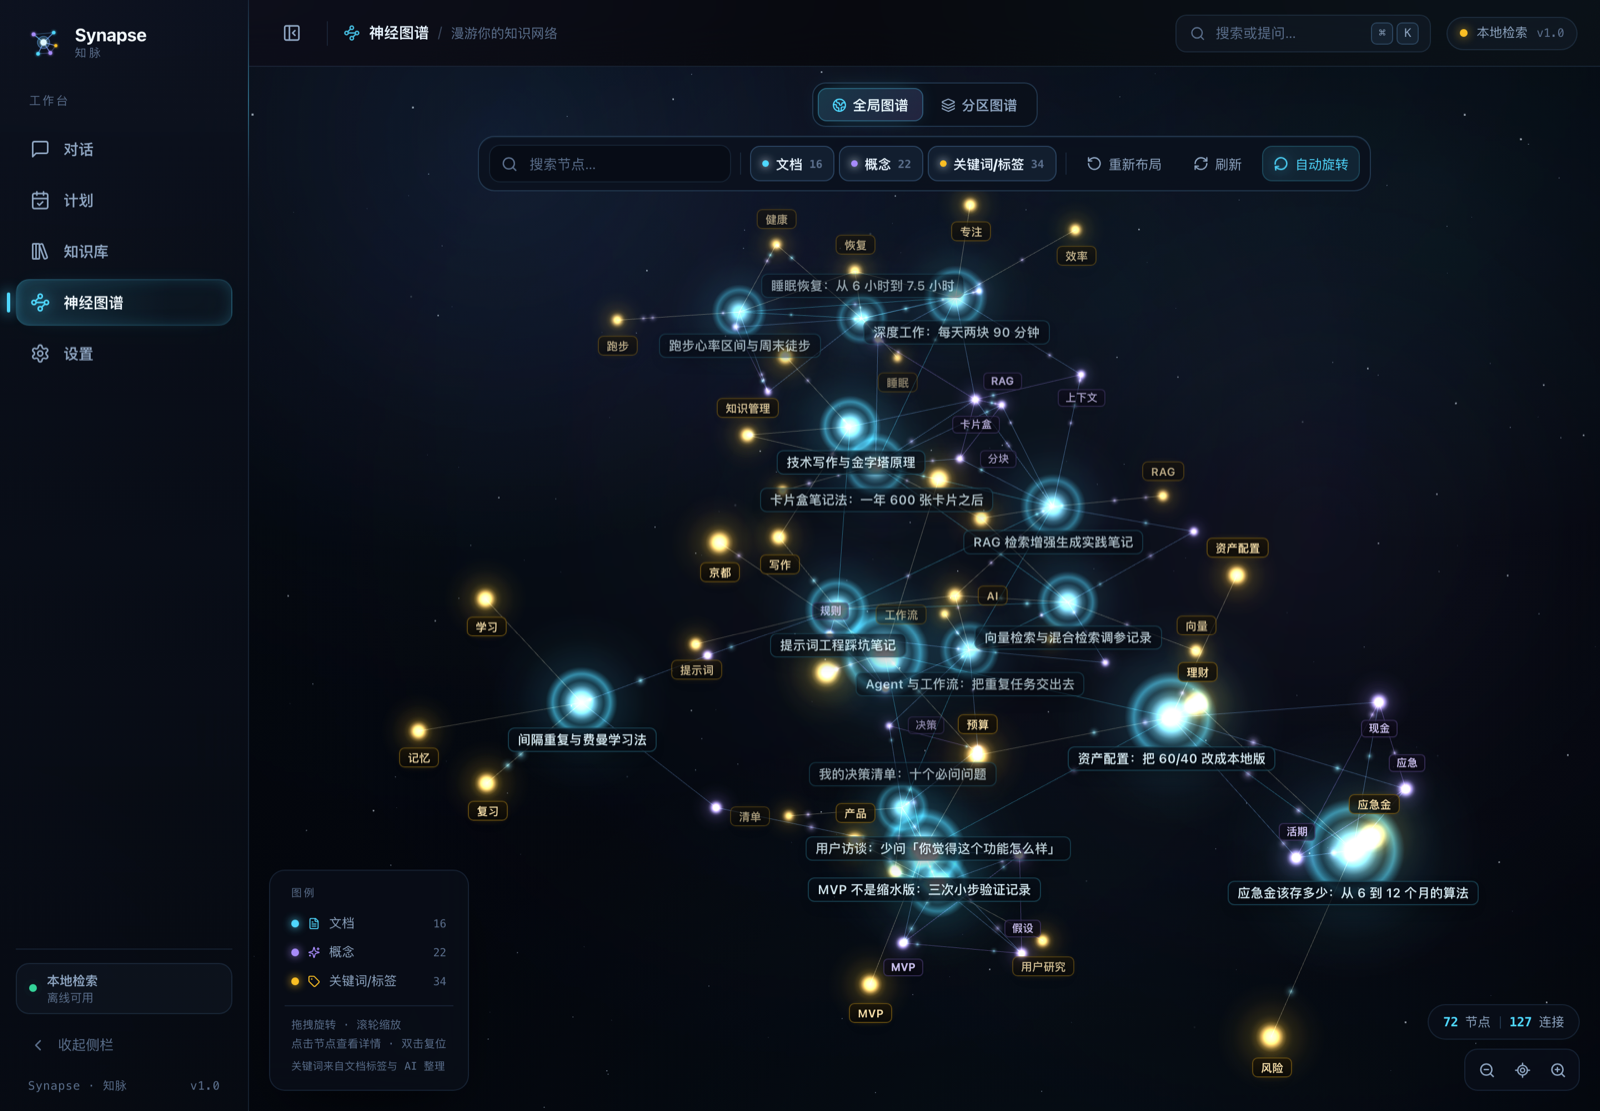 Synapse
知脉
工作台
对话
计划
知识库
神经图谱
设置
本地检索
离线可用
收起侧栏
Synapse · 知脉 v1.0
神经图谱 / 漫游你的知识网络
搜索或提问... ⌘ K
本地检索 v1.0
全局图谱 分区图谱
搜索节点... 文档 16 概念 22 关键词/标签 34 重新布局 刷新 自动旋转
健康
恢复
专注
效率
睡眠恢复：从 6 小时到 7.5 小时
深度工作：每天两块 90 分钟
跑步
跑步心率区间与周末徒步
睡眠
RAG
上下文
知识管理
卡片盒
技术写作与金字塔原理
分块
RAG
卡片盒笔记法：一年 600 张卡片之后
RAG 检索增强生成实践笔记
资产配置
京都
写作
AI
规则
工作流
学习
向量
提示词工程踩坑笔记
向量检索与混合检索调参记录
提示词
理财
Agent 与工作流：把重复任务交出去
决策
预算
现金
间隔重复与费曼学习法
记忆
资产配置：把 60/40 改成本地版
应急
我的决策清单：十个必问问题
复习
清单
产品
应急金
活期
用户访谈：少问「你觉得这个功能怎么样」
MVP 不是缩水版：三次小步验证记录
应急金该存多少：从 6 到 12 个月的算法
假设
MVP
用户研究
MVP
风险
图例
文档 16
概念 22
关键词/标签 34
拖拽旋转 · 滚轮缩放
点击节点查看详情 · 双击复位
关键词来自文档标签与 AI 整理
72 节点 127 连接